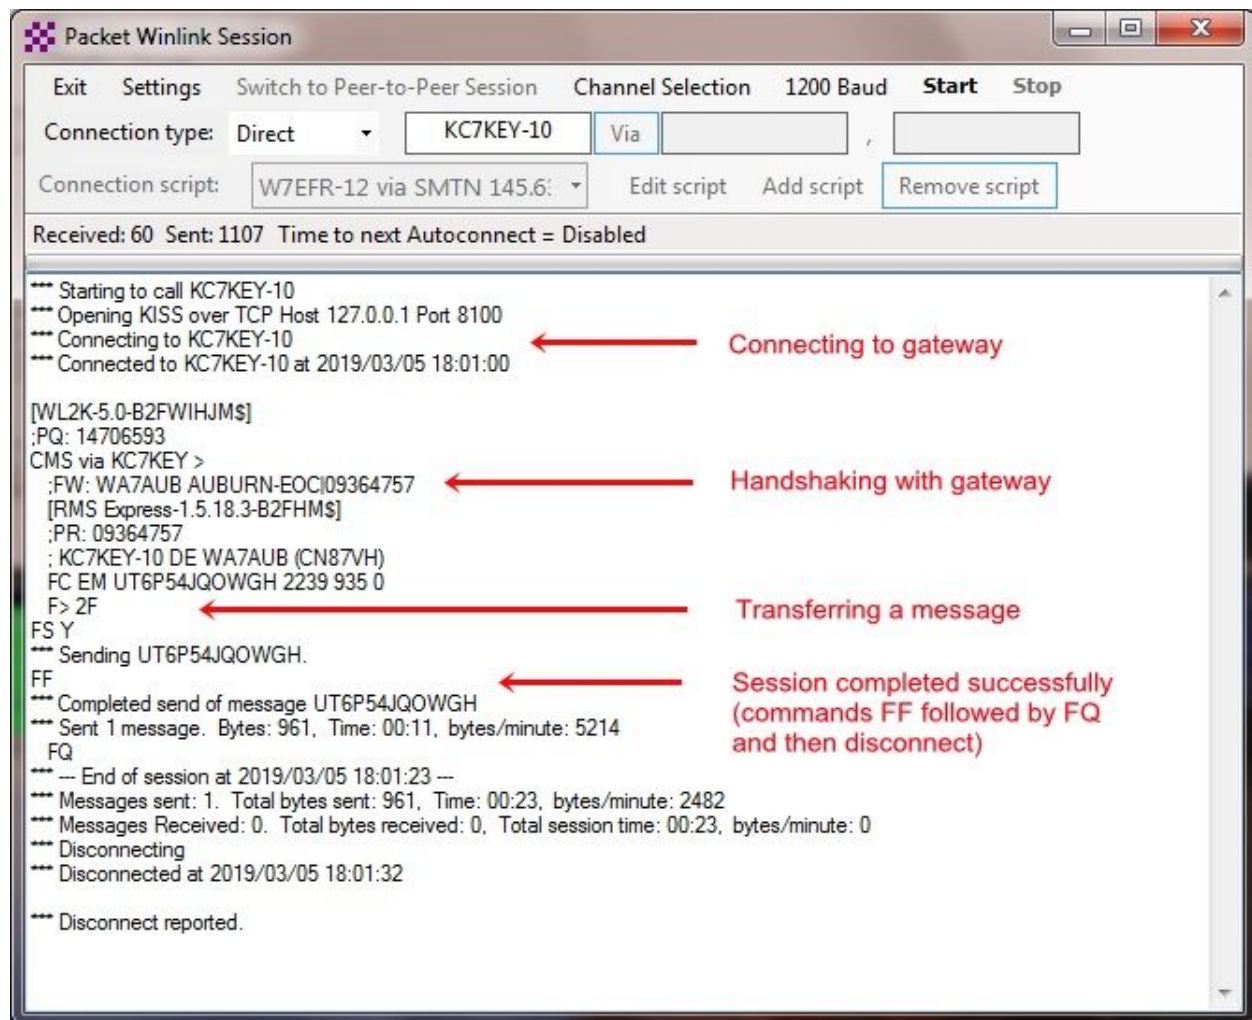 Packet Winlink Session
Exit Settings Switch to Peer-to-Peer Session Channel Selection 1200 Baud Start Stop
Connection type: Direct KC7KEY-10 Via ,
Connection script: W7EFR-12 via SMTN 145.6 Edit script Add script Remove script
Received: 60 Sent: 1107 Time to next Autoconnect = Disabled
*** Starting to call KC7KEY-10
*** Opening KISS over TCP Host 127.0.0.1 Port 8100
*** Connecting to KC7KEY-10
Connecting to gateway
*** Connected to KC7KEY-10 at 2019/03/05 18:01:00
[WL2K-5.0-B2FWIHJM$]
;PQ: 14706593
CMS via KC7KEY >
;FW: WA7AUB AUBURN-EOC|09364757
Handshaking with gateway
[RMS Express-1.5.18.3-B2FHM$]
;PR: 09364757
; KC7KEY-10 DE WA7AUB (CN87VH)
FC EM UT6P54JQOWGH 2239 935 0
F> 2F
Transferring a message
FS Y
*** Sending UT6P54JQOWGH.
FF
Session completed successfully
(commands FF followed by FQ
and then disconnect)
*** Completed send of message UT6P54JQOWGH
*** Sent 1 message. Bytes: 961, Time: 00:11, bytes/minute: 5214
FQ
*** --- End of session at 2019/03/05 18:01:23 ---
*** Messages sent: 1. Total bytes sent: 961, Time: 00:23, bytes/minute: 2482
*** Messages Received: 0. Total bytes received: 0, Total session time: 00:23, bytes/minute: 0
*** Disconnecting
*** Disconnected at 2019/03/05 18:01:32
*** Disconnect reported.